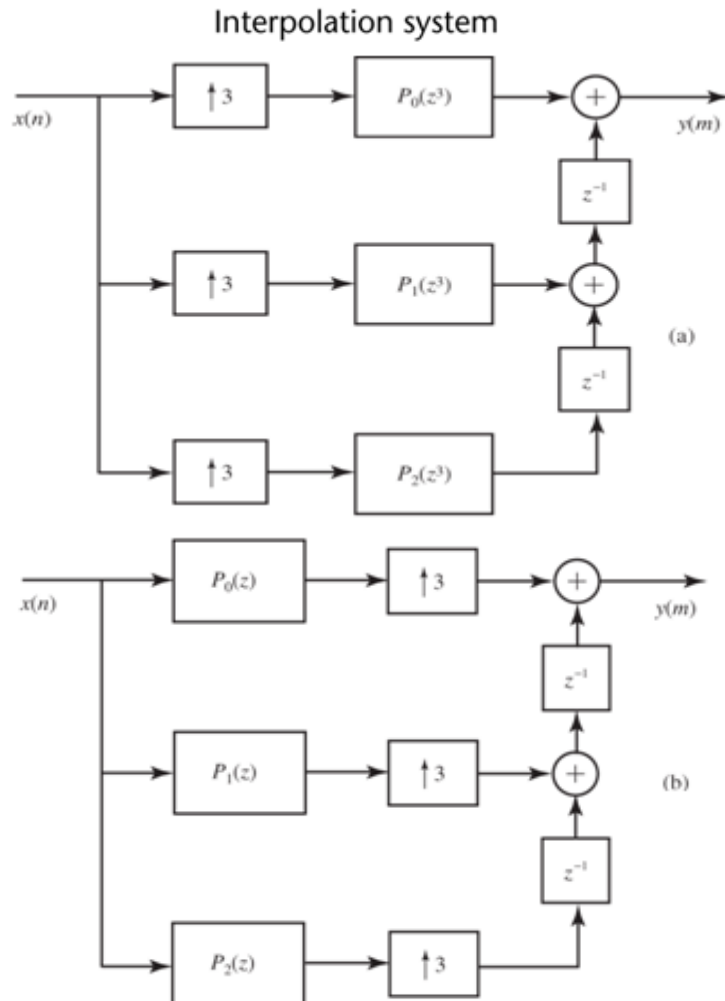 Interpolation system
↑3
P₀(z³)
+
x(n)
y(m)
z⁻¹
↑3
P₁(z³)
+
(a)
z⁻¹
↑3
P₂(z³)
P₀(z)
↑3
+
x(n)
y(m)
z⁻¹
P₁(z)
↑3
+
(b)
z⁻¹
P₂(z)
↑3